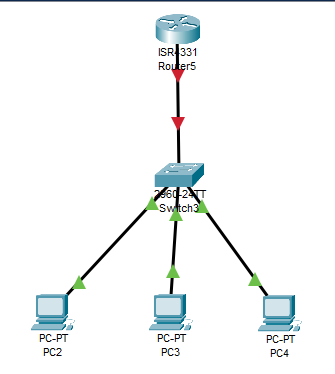 ISR4331
Router5
2960-24TT
Switch3
PC-PT
PC2
PC-PT
PC3
PC-PT
PC4